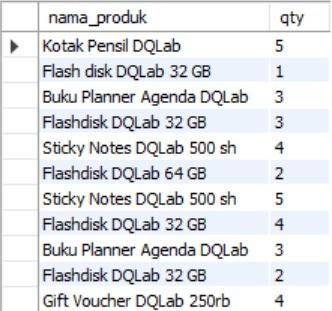 nama_produk qty
Kotak Pensil DQLab 5
Flash disk DQLab 32 GB 1
Buku Planner Agenda DQLab 3
Flashdisk DQLab 32 GB 3
Sticky Notes DQLab 500 sh 4
Flashdisk DQLab 64 GB 2
Sticky Notes DQLab 500 sh 5
Flashdisk DQLab 32 GB 4
Buku Planner Agenda DQLab 3
Flashdisk DQLab 32 GB 2
Gift Voucher DQLab 250rb 4